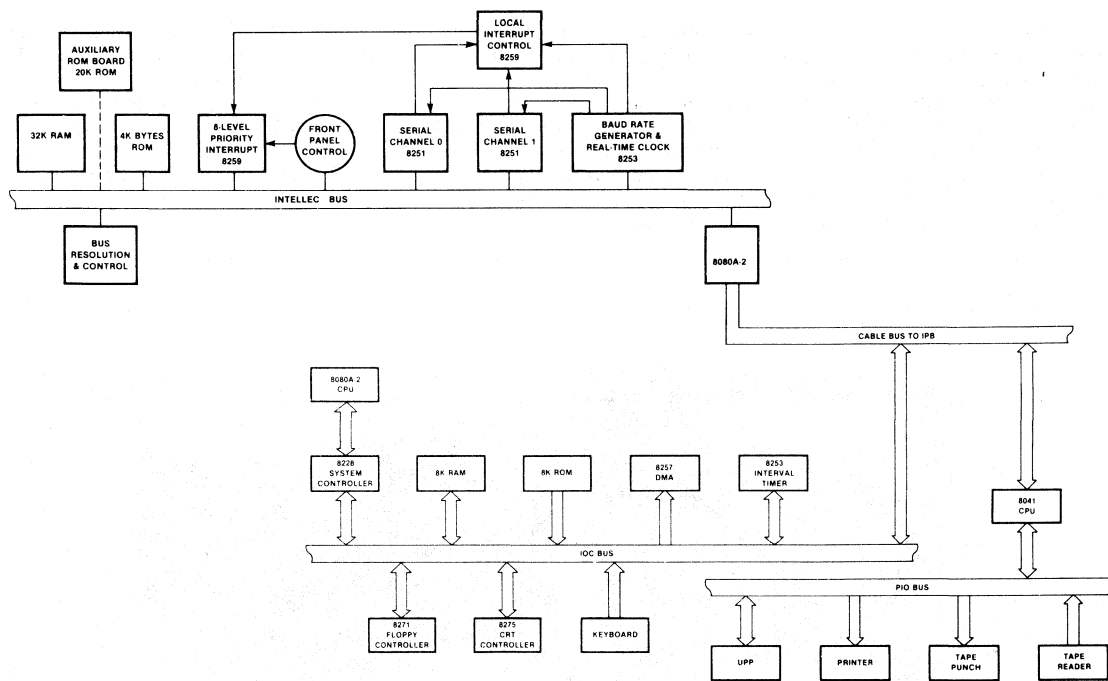 LOCAL
INTERRUPT
CONTROL
8259
AUXILIARY
ROM BOARD
20K ROM
32K RAM
4K BYTES
ROM
8-LEVEL
PRIORITY
INTERRUPT
8259
FRONT
PANEL
CONTROL
SERIAL
CHANNEL 0
8251
SERIAL
CHANNEL 1
8251
BAUD RATE
GENERATOR &
REAL-TIME CLOCK
8253
INTELLEC BUS
BUS
RESOLUTION
& CONTROL
8080A-2
CABLE BUS TO IPB
8080A-2
CPU
8228
SYSTEM
CONTROLLER
8K RAM
8K ROM
8257
DMA
8253
INTERVAL
TIMER
8041
CPU
IOC BUS
PIO BUS
8271
FLOPPY
CONTROLLER
8275
CRT
CONTROLLER
KEYBOARD
UPP
PRINTER
TAPE
PUNCH
TAPE
READER